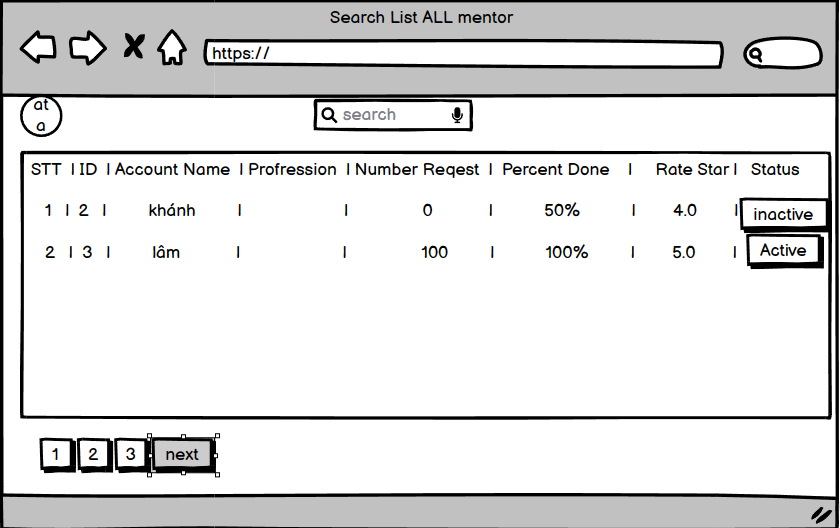 Search List ALL mentor
https://
at
a
search
STT | ID | Account Name | Profression | Number Reqest | Percent Done | Rate Star | Status
1 | 2 | khánh | | 0 | 50% | 4.0 | inactive
2 | 3 | lâm | | 100 | 100% | 5.0 | Active
1 2 3 next